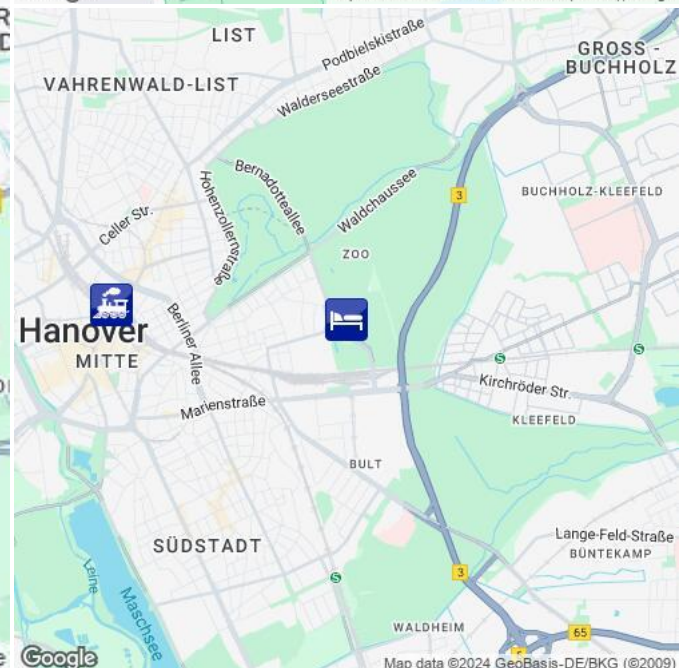 LIST
Podbielskistraße
GROSS -
BUCHHOLZ
VAHRENWALD-LIST
Walderseestraße
Bernadotteallee
Hohenzollernstraße
Waldchaussee
3
BUCHHOLZ-KLEEFELD
Celler Str.
ZOO
Berliner Allee
Hanover
MITTE
S
S
Kirchröder Str.
Marienstraße
KLEEFELD
BULT
SÜDSTADT
Lange-Feld-Straße
BÜNTEKAMP
Leine
Maschsee
S
3
WALDHEIM
65
Google
Map data ©2024 GeoBasis-DE/BKG (©2009)